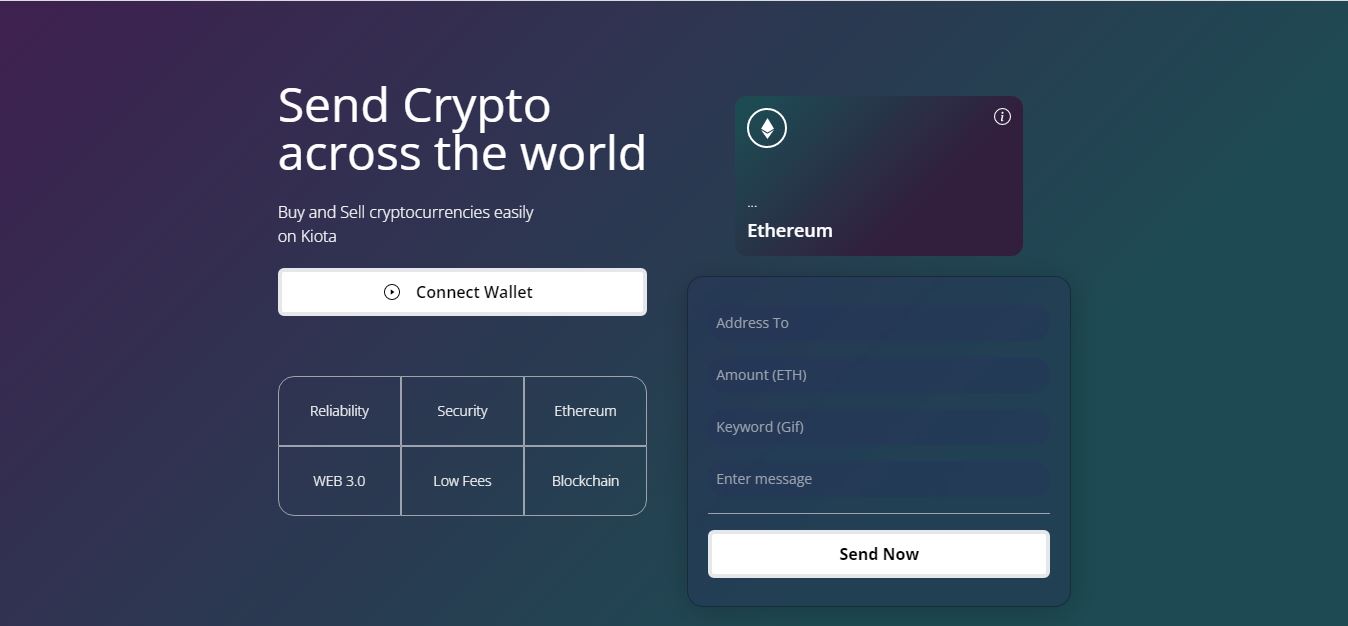 Send Crypto
across the world
Buy and Sell cryptocurrencies easily
on Kiota
Connect Wallet
Reliability
Security
Ethereum
WEB 3.0
Low Fees
Blockchain
i
...
Ethereum
Address To
Amount (ETH)
Keyword (Gif)
Enter message
Send Now